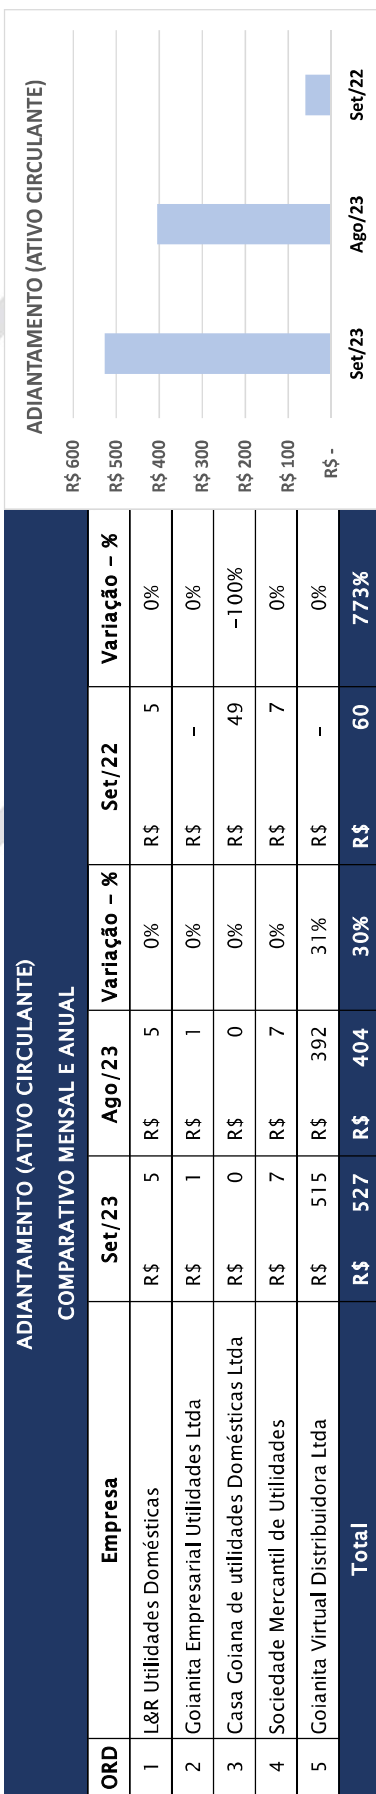 ADIANTAMENTO (ATIVO CIRCULANTE)
COMPARATIVO MENSAL E ANUAL
ORD Empresa Set/23 Ago/23 Variação - % Set/22 Variação - %
1 L&R Utilidades Domésticas R$ 5 R$ 5 0% R$ 5 0%
2 Goianita Empresarial Utilidades Ltda R$ 1 R$ 1 0% R$ - 0%
3 Casa Goiana de utilidades Domésticas Ltda R$ 0 R$ 0 0% R$ 49 -100%
4 Sociedade Mercantil de Utilidades R$ 7 R$ 7 0% R$ 7 0%
5 Goianita Virtual Distribuidora Ltda R$ 515 R$ 392 31% R$ - 0%
Total R$ 527 R$ 404 30% R$ 60 773%
ADIANTAMENTO (ATIVO CIRCULANTE)
R$ 600
R$ 500
R$ 400
R$ 300
R$ 200
R$ 100
R$ -
Set/23 Ago/23 Set/22